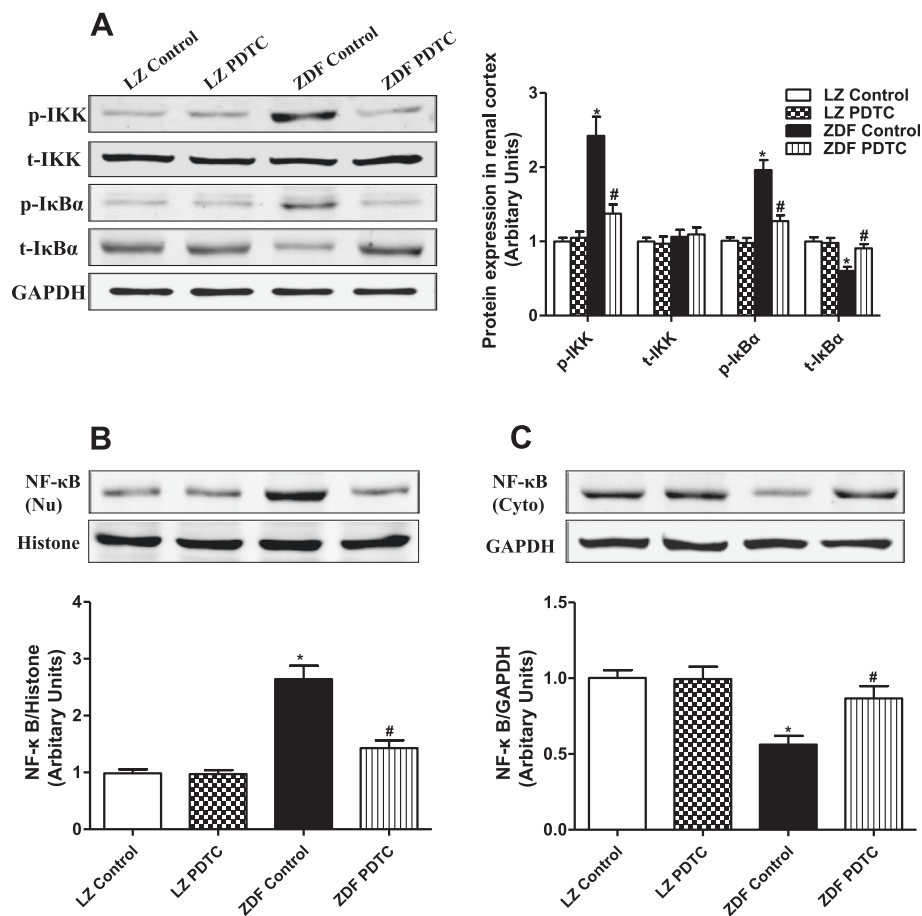 A
LZ Control
LZ PDTC
ZDF Control
ZDF PDTC
p-IKK
t-IKK
p-IκBα
t-IκBα
GAPDH
Protein expression in renal cortex
(Arbitary Units)
3
2
1
0
*
#
*
#
*
#
LZ Control
LZ PDTC
ZDF Control
ZDF PDTC
p-IKK
t-IKK
p-IκBα
t-IκBα
B
NF-κB
(Nu)
Histone
NF-κ B/Histone
(Arbitary Units)
4
3
2
1
0
*
#
LZ Control
LZ PDTC
ZDF Control
ZDF PDTC
C
NF-κB
(Cyto)
GAPDH
NF-κ B/GAPDH
(Arbitary Units)
1.5
1.0
0.5
0.0
*
#
LZ Control
LZ PDTC
ZDF Control
ZDF PDTC